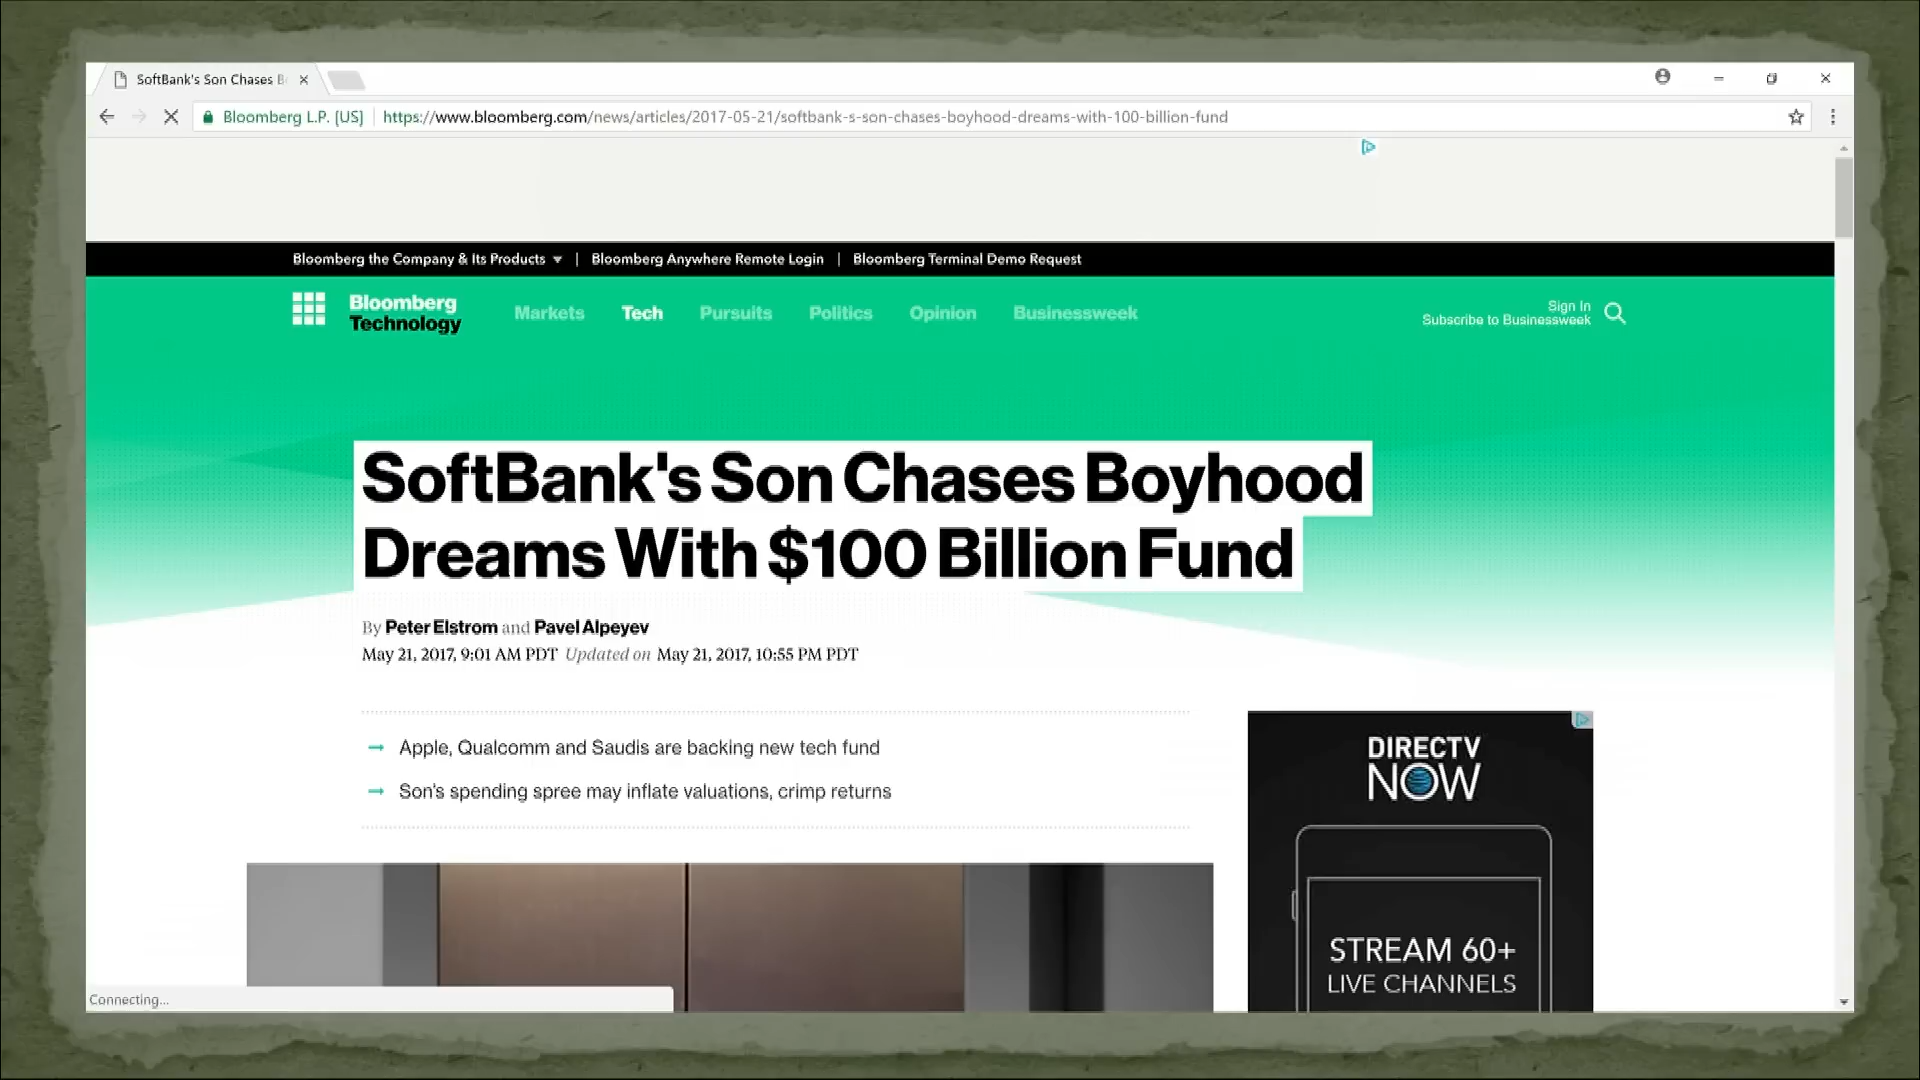 SoftBank's Son Chases B
Bloomberg L.P. [US] https://www.bloomberg.com/news/articles/2017-05-21/softbank-s-son-chases-boyhood-dreams-with-100-billion-fund
Bloomberg the Company & Its Products | Bloomberg Anywhere Remote Login | Bloomberg Terminal Demo Request
Bloomberg
Technology
Markets Tech Pursuits Politics Opinion Businessweek
Sign In
Subscribe to Businessweek
SoftBank's Son Chases Boyhood
Dreams With $100 Billion Fund
By Peter Elstrom and Pavel Alpeyev
May 21, 2017, 9:01 AM PDT Updated on May 21, 2017, 10:55 PM PDT
Apple, Qualcomm and Saudis are backing new tech fund
Son's spending spree may inflate valuations, crimp returns
DIRECTV
NOW
STREAM 60+
LIVE CHANNELS
Connecting...